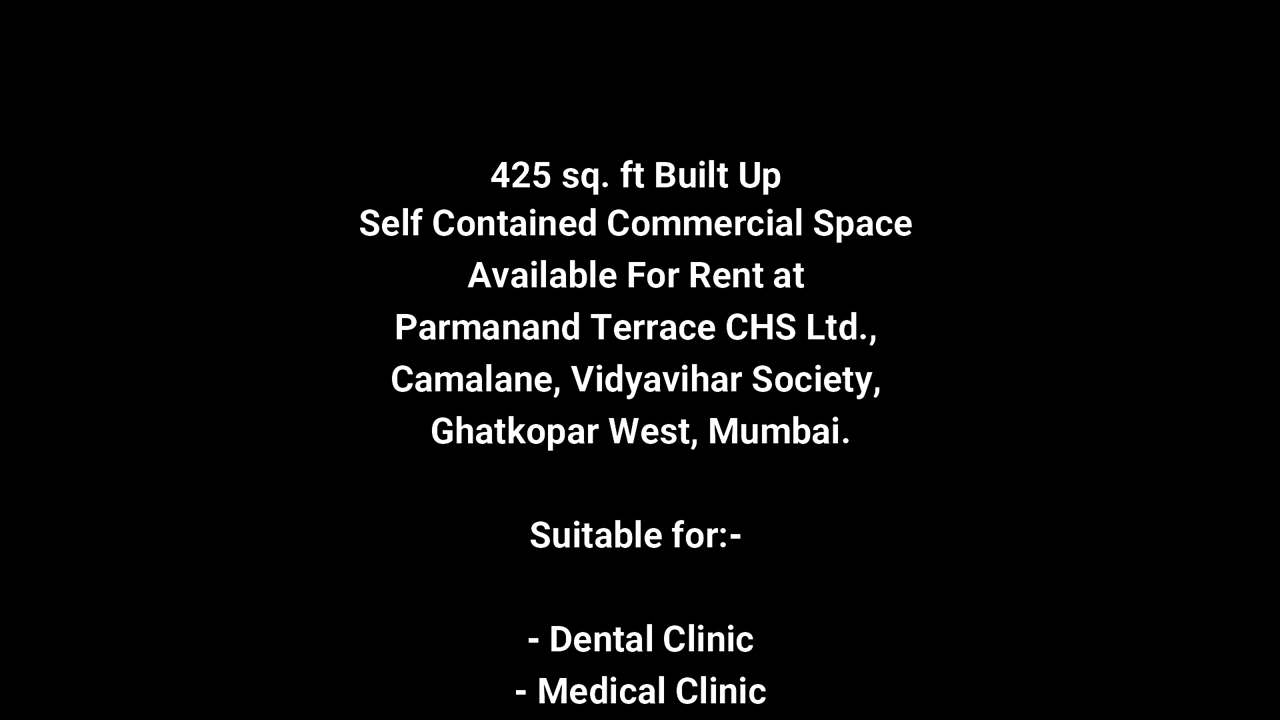 425 sq. ft Built Up
Self Contained Commercial Space
Available For Rent at
Parmanand Terrace CHS Ltd.,
Camalane, Vidyavihar Society,
Ghatkopar West, Mumbai.
Suitable for:-
- Dental Clinic
- Medical Clinic